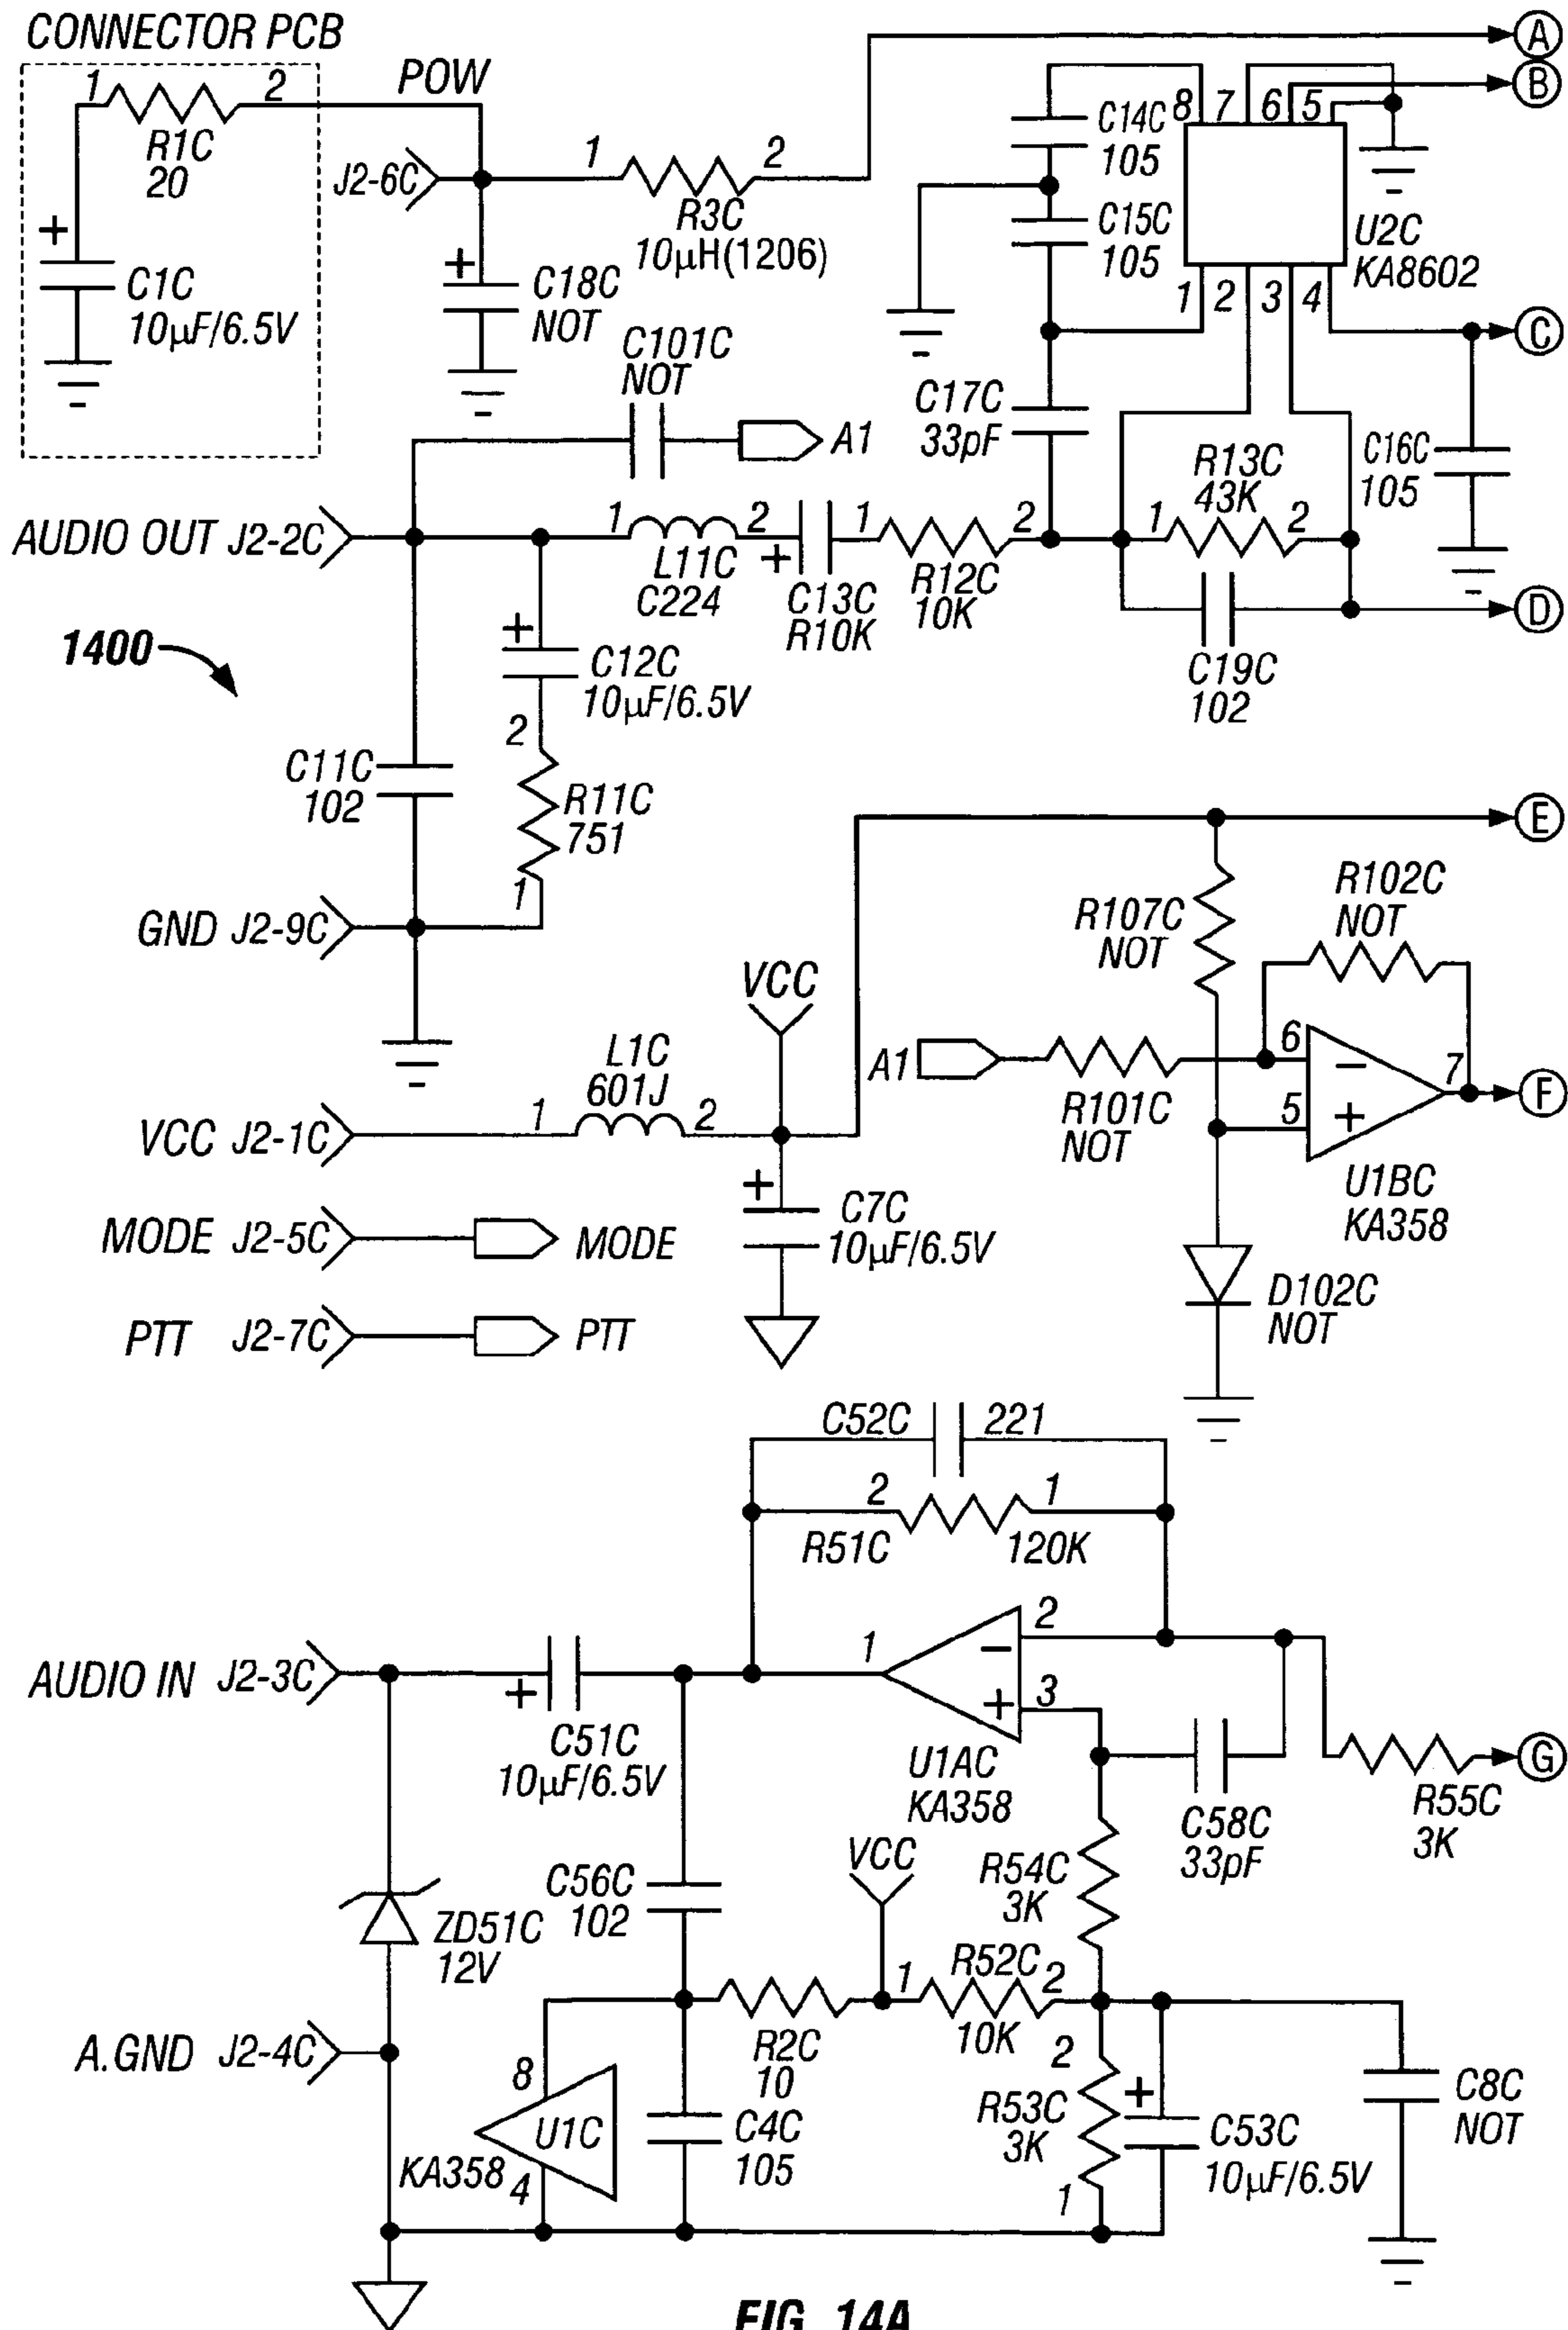 CONNECTOR PCB
1
2
POW
R1C
20
J2-6C
1
2
R3C
10μH(1206)
+
C1C
10μF/6.5V
+
C18C
NOT
A
B
8 7 6 5
C14C
105
C15C
105
U2C
KA8602
1 2 3 4
C
C101C
NOT
A1
C17C
33pF
R13C
43K
1
2
C16C
105
AUDIO OUT J2-2C
1
2
L11C
C224
+
C13C
R10K
1
2
R12C
10K
D
C19C
102
1400
+
C12C
10μF/6.5V
2
C11C
102
R11C
751
1
GND J2-9C
E
R107C
NOT
R102C
NOT
VCC
L1C
601J
A1
R101C
NOT
6
−
7
5
+
F
U1BC
KA358
VCC J2-1C
1
2
+
C7C
10μF/6.5V
MODE J2-5C
MODE
D102C
NOT
PTT J2-7C
PTT
C52C
221
2
1
R51C
120K
AUDIO IN J2-3C
+
C51C
10μF/6.5V
1
2
−
+
3
U1AC
KA358
C58C
33pF
R55C
3K
G
VCC
R54C
3K
C56C
102
ZD51C
12V
R52C
1
2
10K
R2C
10
A.GND J2-4C
8
U1C
KA358
4
C4C
105
2
R53C
3K
1
+
C53C
10μF/6.5V
C8C
NOT
FIG. 14A